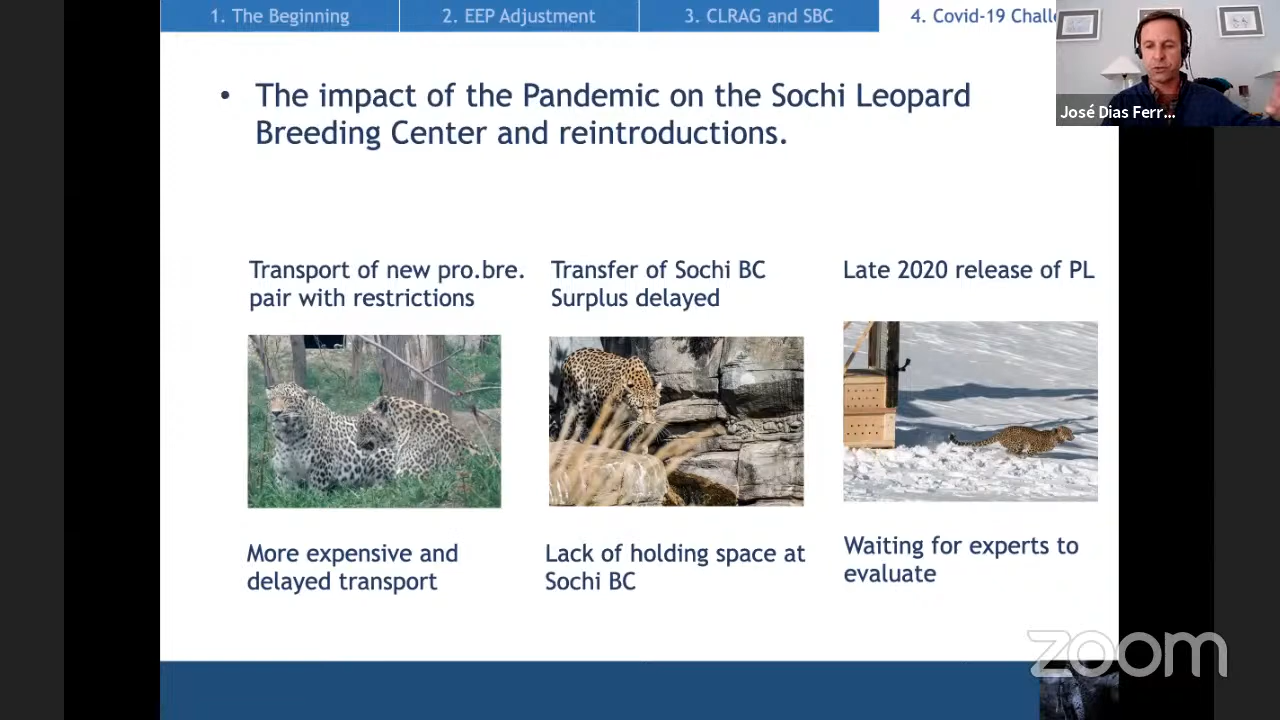 1. The Beginning
2. EEP Adjustment
3. CLRAG and SBC
4. Covid-19 Chall
José Dias Ferr...
• The impact of the Pandemic on the Sochi Leopard
Breeding Center and reintroductions.
Transport of new pro.bre.
pair with restrictions
Transfer of Sochi BC
Surplus delayed
Late 2020 release of PL
More expensive and
delayed transport
Lack of holding space at
Sochi BC
Waiting for experts to
evaluate
zoom